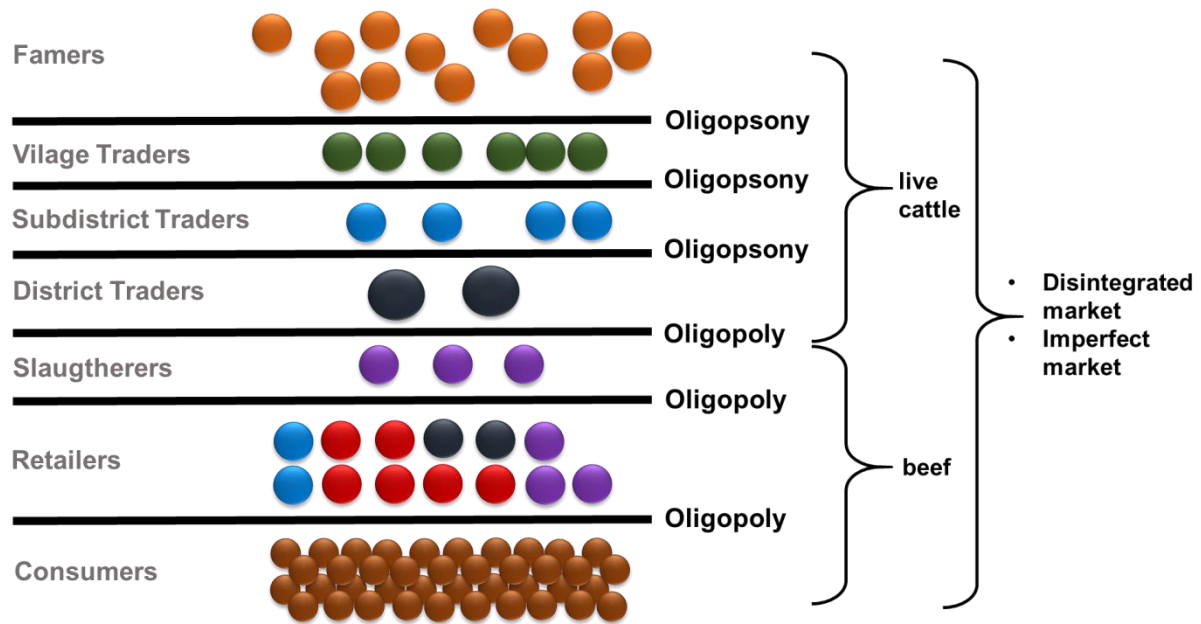 Famers
Oligopsony
Vilage Traders
Oligopsony
Subdistrict Traders
Oligopsony
District Traders
Oligopoly
Slaugtherers
Oligopoly
Retailers
Oligopoly
Consumers
live
cattle
beef
• Disintegrated
market
• Imperfect
market